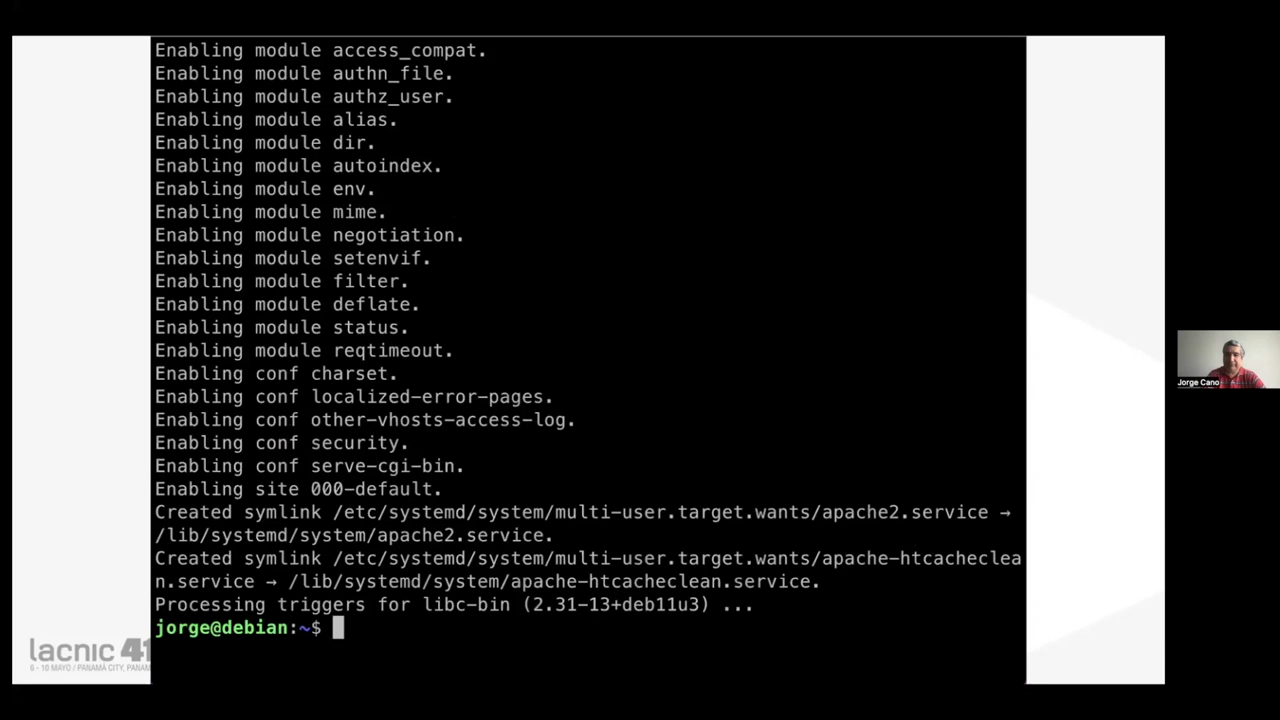 Enabling module access_compat.
Enabling module authn_file.
Enabling module authz_user.
Enabling module alias.
Enabling module dir.
Enabling module autoindex.
Enabling module env.
Enabling module mime.
Enabling module negotiation.
Enabling module setenvif.
Enabling module filter.
Enabling module deflate.
Enabling module status.
Enabling module reqtimeout.
Enabling conf charset.
Enabling conf localized-error-pages.
Enabling conf other-vhosts-access-log.
Enabling conf security.
Enabling conf serve-cgi-bin.
Enabling site 000-default.
Created symlink /etc/systemd/system/multi-user.target.wants/apache2.service →
/lib/systemd/system/apache2.service.
Created symlink /etc/systemd/system/multi-user.target.wants/apache-htcacheclea
n.service → /lib/systemd/system/apache-htcacheclean.service.
Processing triggers for libc-bin (2.31-13+deb11u3) ...
jorge@debian:~$
lacnic 41
6 - 10 MAYO / PANAMÁ CITY, PANAM
Jorge Cano